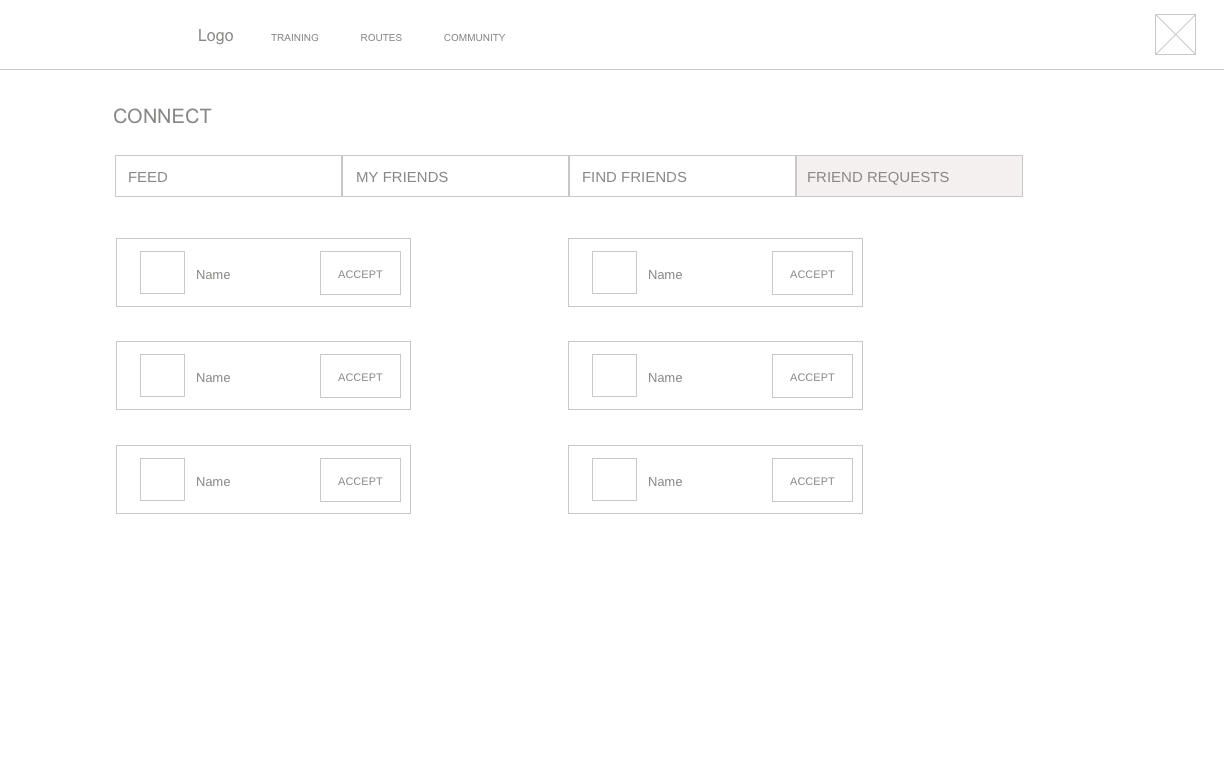 Logo TRAINING ROUTES COMMUNITY
CONNECT
FEED MY FRIENDS FIND FRIENDS FRIEND REQUESTS
Name ACCEPT Name ACCEPT
Name ACCEPT Name ACCEPT
Name ACCEPT Name ACCEPT